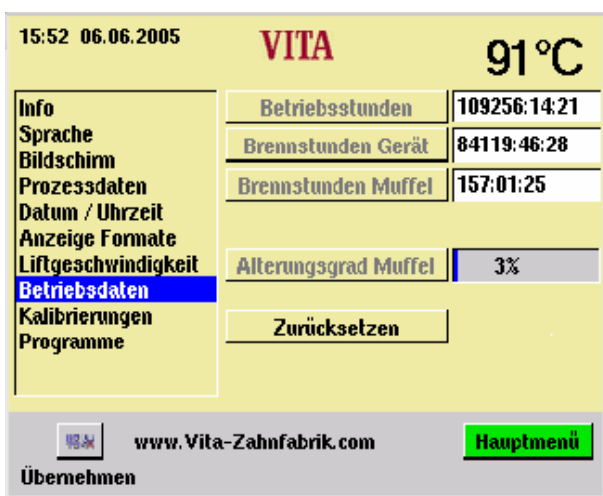 15:52 06.06.2005
VITA
91°C
Info
Sprache
Bildschirm
Prozessdaten
Datum / Uhrzeit
Anzeige Formate
Liftgeschwindigkeit
Betriebsdaten
Kalibrierungen
Programme
Betriebsstunden 109256:14:21
Brennstunden Gerät 84119:46:28
Brennstunden Muffel 157:01:25
Alterungsgrad Muffel 3%
Zurücksetzen
www.Vita-Zahnfabrik.com
Hauptmenü
Übernehmen